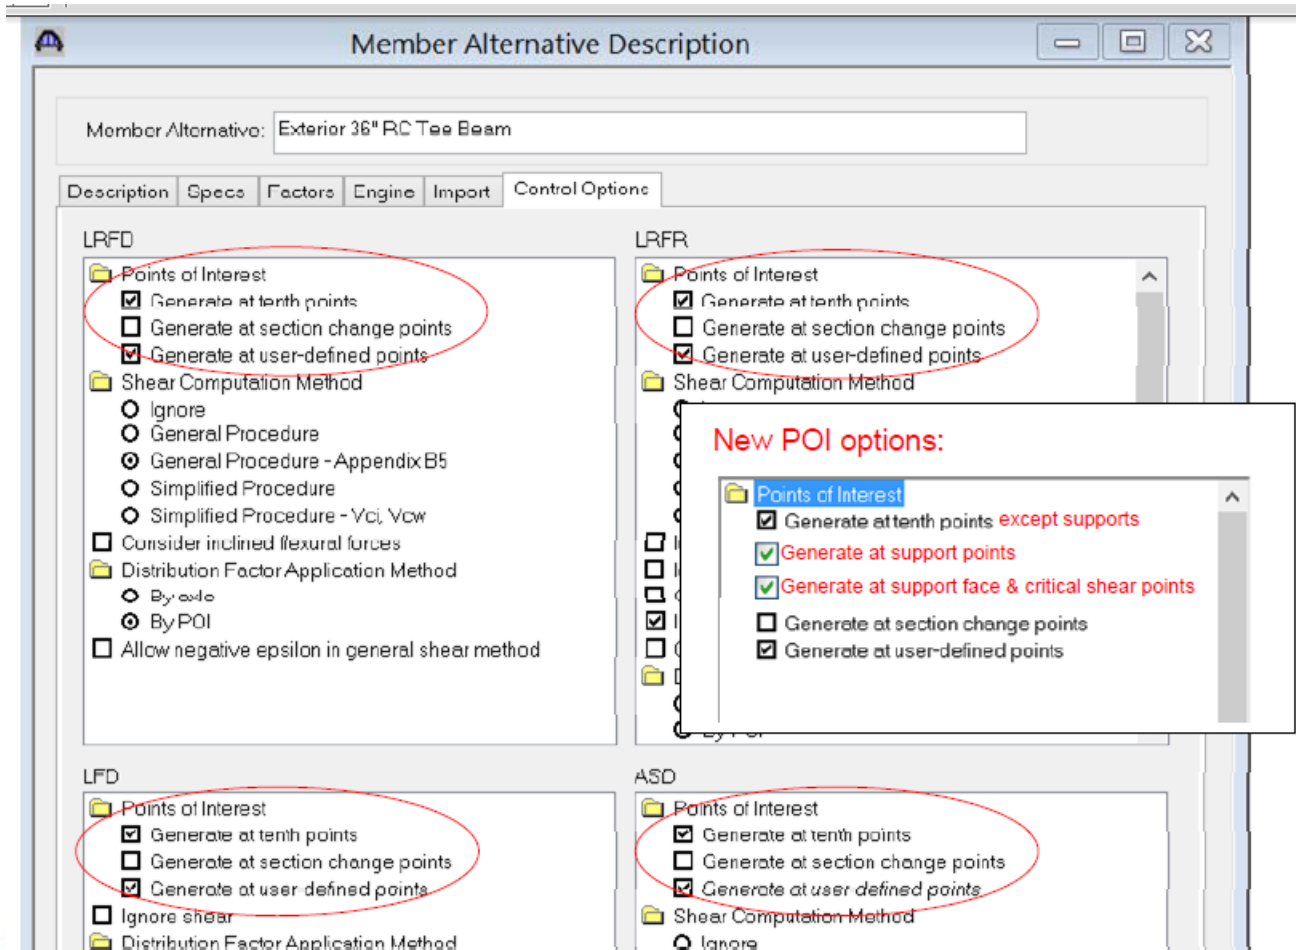 Member Alternative Description
Member Alternative: Exterior 36" RC Tee Beam
Description Specs Factors Engine Import Control Options
LRFD
Points of Interest
Generate at tenth points
Generate at section change points
Generate at user-defined points
Shear Computation Method
Ignore
General Procedure
General Procedure - Appendix B5
Simplified Procedure
Simplified Procedure - Vci, Vcw
Consider inclined flexural forces
Distribution Factor Application Method
By axle
By POI
Allow negative epsilon in general shear method
LRFR
Points of Interest
Generate at tenth points
Generate at section change points
Generate at user-defined points
Shear Computation Method
New POI options:
Points of Interest
Generate at tenth points except supports
Generate at support points
Generate at support face & critical shear points
Generate at section change points
Generate at user-defined points
LFD
Points of Interest
Generate at tenth points
Generate at section change points
Generate at user-defined points
Ignore shear
Distribution Factor Application Method
ASD
Points of Interest
Generate at tenth points
Generate at section change points
Generate at user-defined points
Shear Computation Method
Ignore